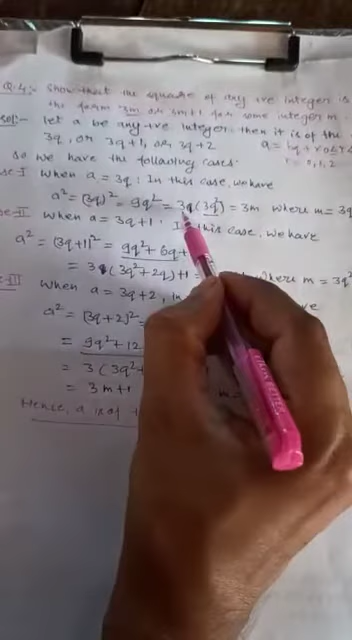 Q.4:- Show that the square of any +ve integer is
the form 3m or 3m+1 for some integer m.
Sol:- let a be any +ve integer then it is of the
3q, or 3q+1, or 3q+2
a = bq + r
r = 0, 1, 2
So we have the following cases:
se-I when a = 3q : In this case, we have
a² = (3q)² = 9q² = 3q (3q²) = 3m where m = 3q
se-II when a = 3q+1, I this case, we have
a² = (3q+1)² = 9q²+6q+
= 3 (3q²+2q)+1 m = 3q²
-III when a = 3q+2, In
a² = (3q+2)² =
= 9q²+12
= 3 (3q²+
= 3m+1 m =
Hence, a is of